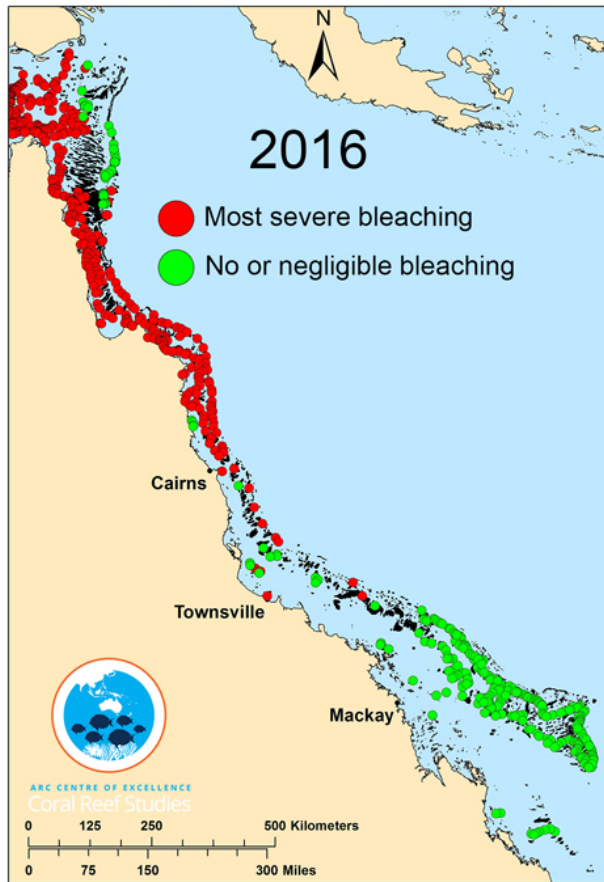 N
2016
Most severe bleaching
No or negligible bleaching
Cairns
Townsville
Mackay
ARC CENTRE OF EXCELLENCE
Coral Reef Studies
0 125 250 500 Kilometers
0 75 150 300 Miles